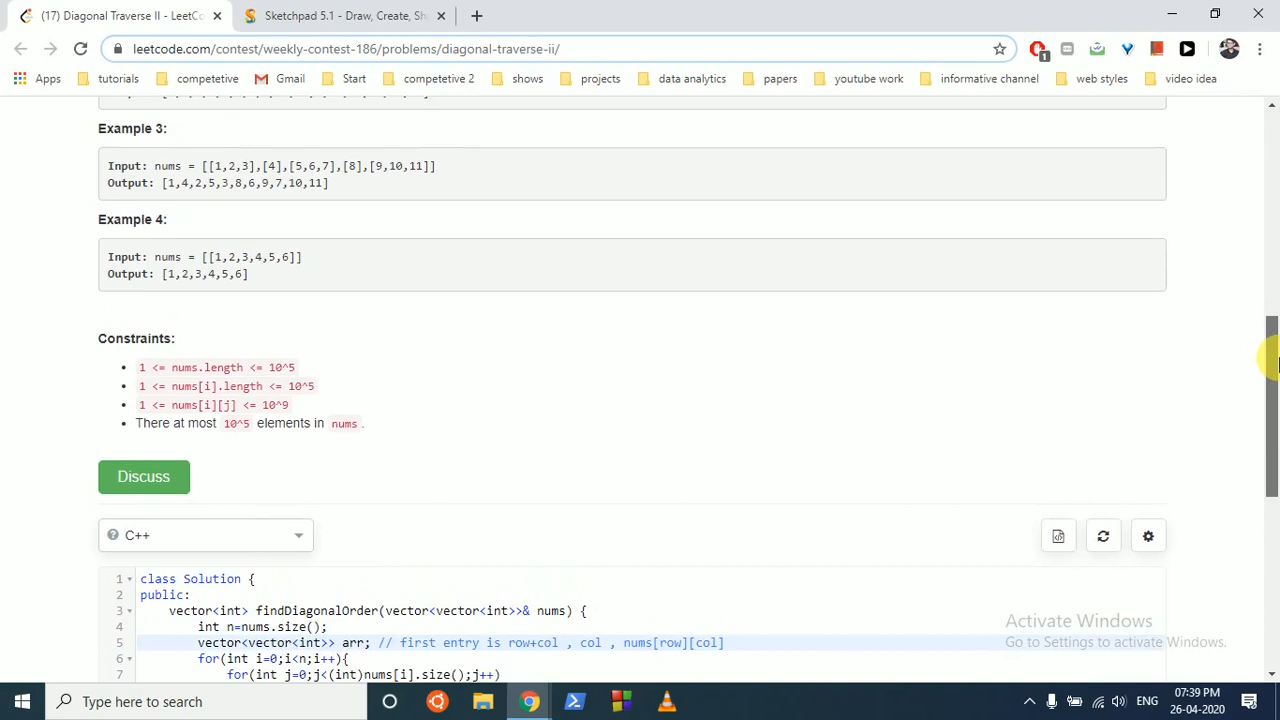 (17) Diagonal Traverse II - LeetCo
Sketchpad 5.1 - Draw, Create, Sh
leetcode.com/contest/weekly-contest-186/problems/diagonal-traverse-ii/
1
Apps tutorials competetive Gmail Start competetive 2 shows projects data analytics papers youtube work informative channel web styles video idea
Example 3:
Input: nums = [[1,2,3],[4],[5,6,7],[8],[9,10,11]]
Output: [1,4,2,5,3,8,6,9,7,10,11]
Example 4:
Input: nums = [[1,2,3,4,5,6]]
Output: [1,2,3,4,5,6]
Constraints:
1 <= nums.length <= 10^5
1 <= nums[i].length <= 10^5
1 <= nums[i][j] <= 10^9
There at most 10^5 elements in nums.
Discuss
C++
1 class Solution {
2 public:
3 vector<int> findDiagonalOrder(vector<vector<int>>& nums) {
4 int n=nums.size();
5 vector<vector<int>> arr; // first entry is row+col , col , nums[row][col]
6 for(int i=0;i<n;i++){
7 for(int j=0;j<(int)nums[i].size();j++)
Activate Windows
Go to Settings to activate Windows.
Type here to search
ENG
07:39 PM
26-04-2020